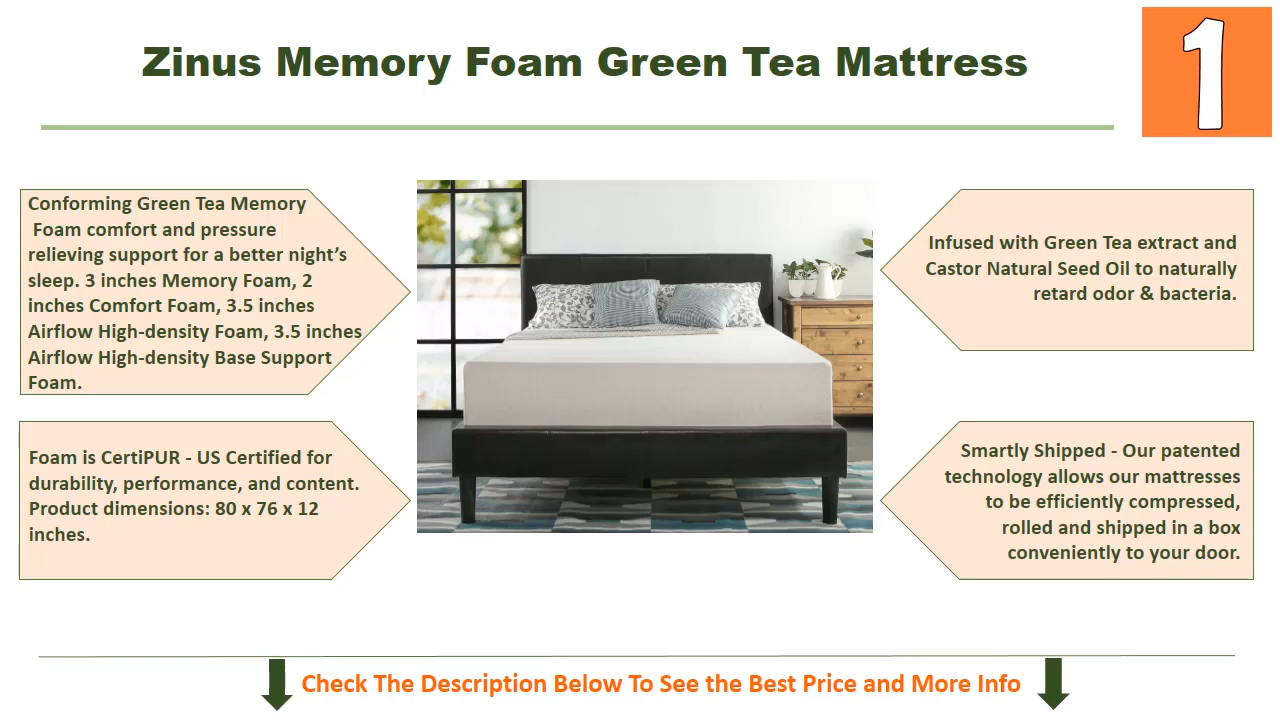 Zinus Memory Foam Green Tea Mattress
1
Conforming Green Tea Memory
Foam comfort and pressure
relieving support for a better night’s
sleep. 3 inches Memory Foam, 2
inches Comfort Foam, 3.5 inches
Airflow High-density Foam, 3.5 inches
Airflow High-density Base Support
Foam.
Infused with Green Tea extract and
Castor Natural Seed Oil to naturally
retard odor & bacteria.
Foam is CertiPUR - US Certified for
durability, performance, and content.
Product dimensions: 80 x 76 x 12
inches.
Smartly Shipped - Our patented
technology allows our mattresses
to be efficiently compressed,
rolled and shipped in a box
conveniently to your door.
Check The Description Below To See the Best Price and More Info